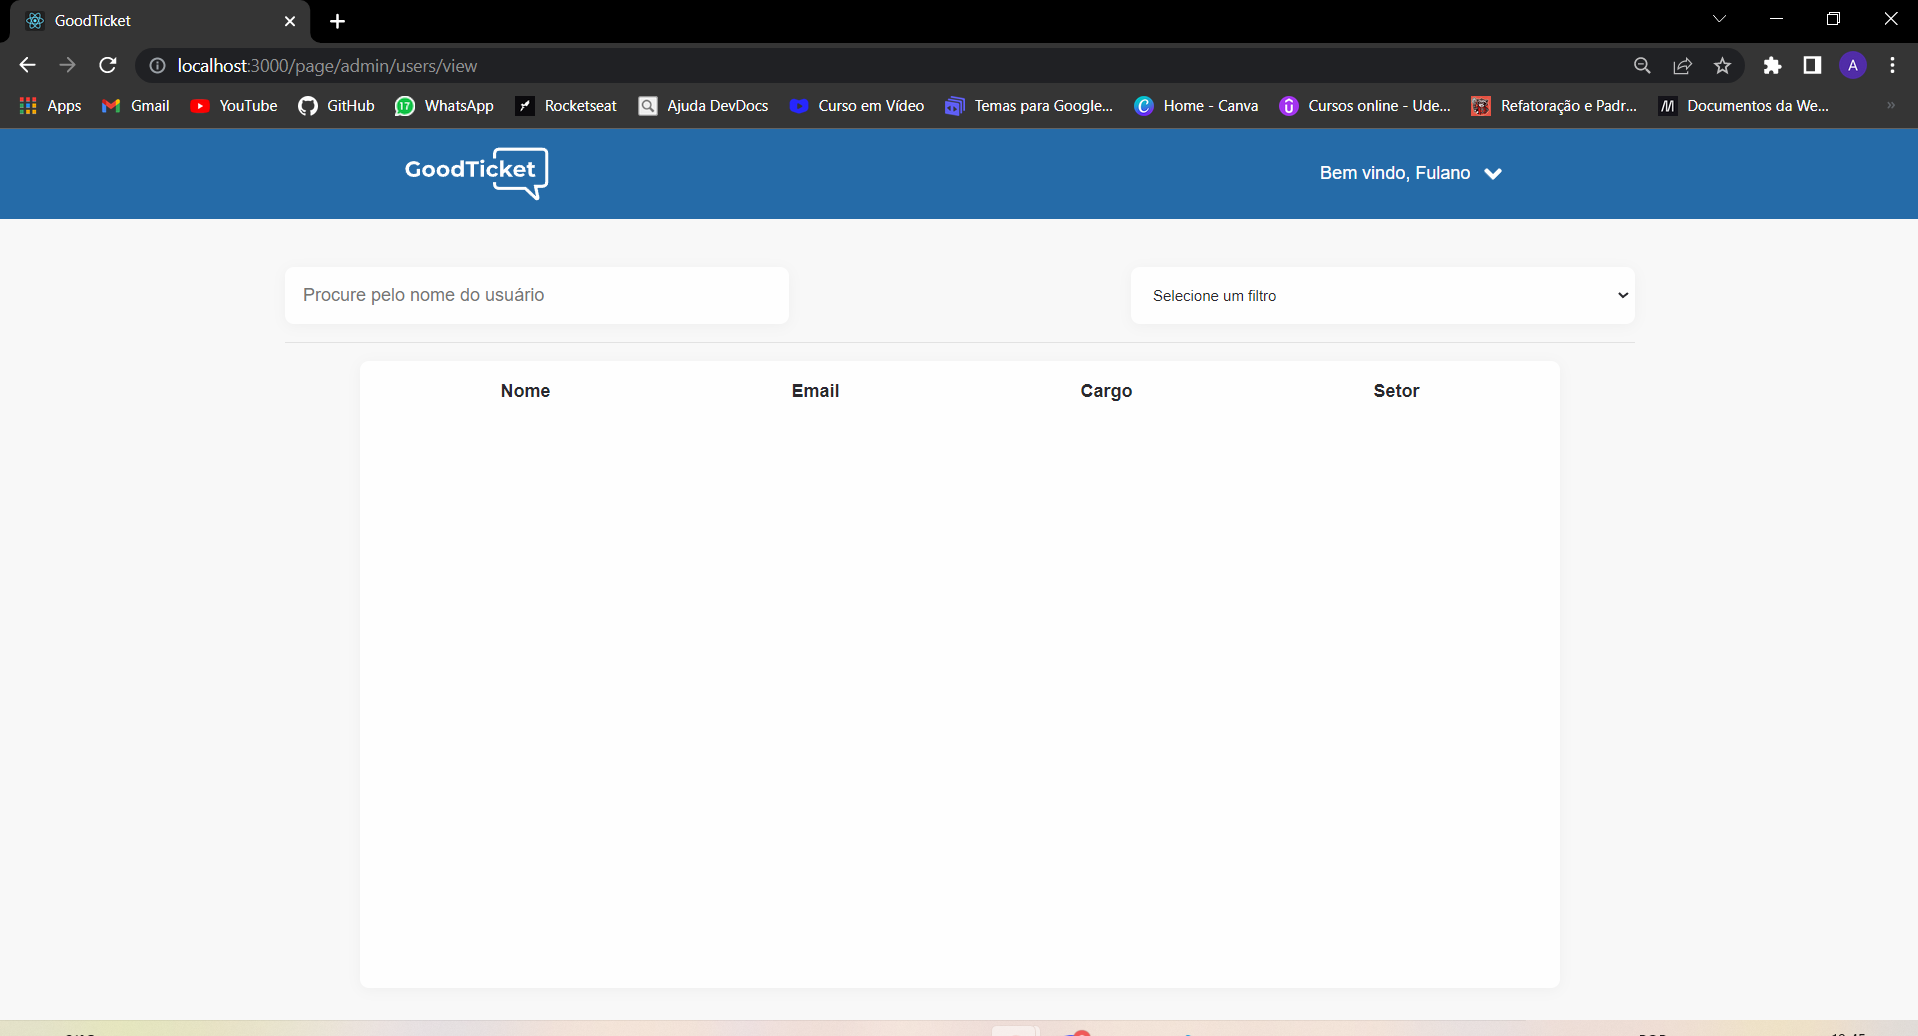 GoodTicket
localhost:3000/page/admin/users/view
A
Apps Gmail YouTube GitHub 17 WhatsApp Rocketseat Ajuda DevDocs Curso em Vídeo Temas para Google... Home - Canva Cursos online - Ude... Refatoração e Padr... Documentos da We... »
GoodTicket
Bem vindo, Fulano
Procure pelo nome do usuário
Selecione um filtro
Nome Email Cargo Setor